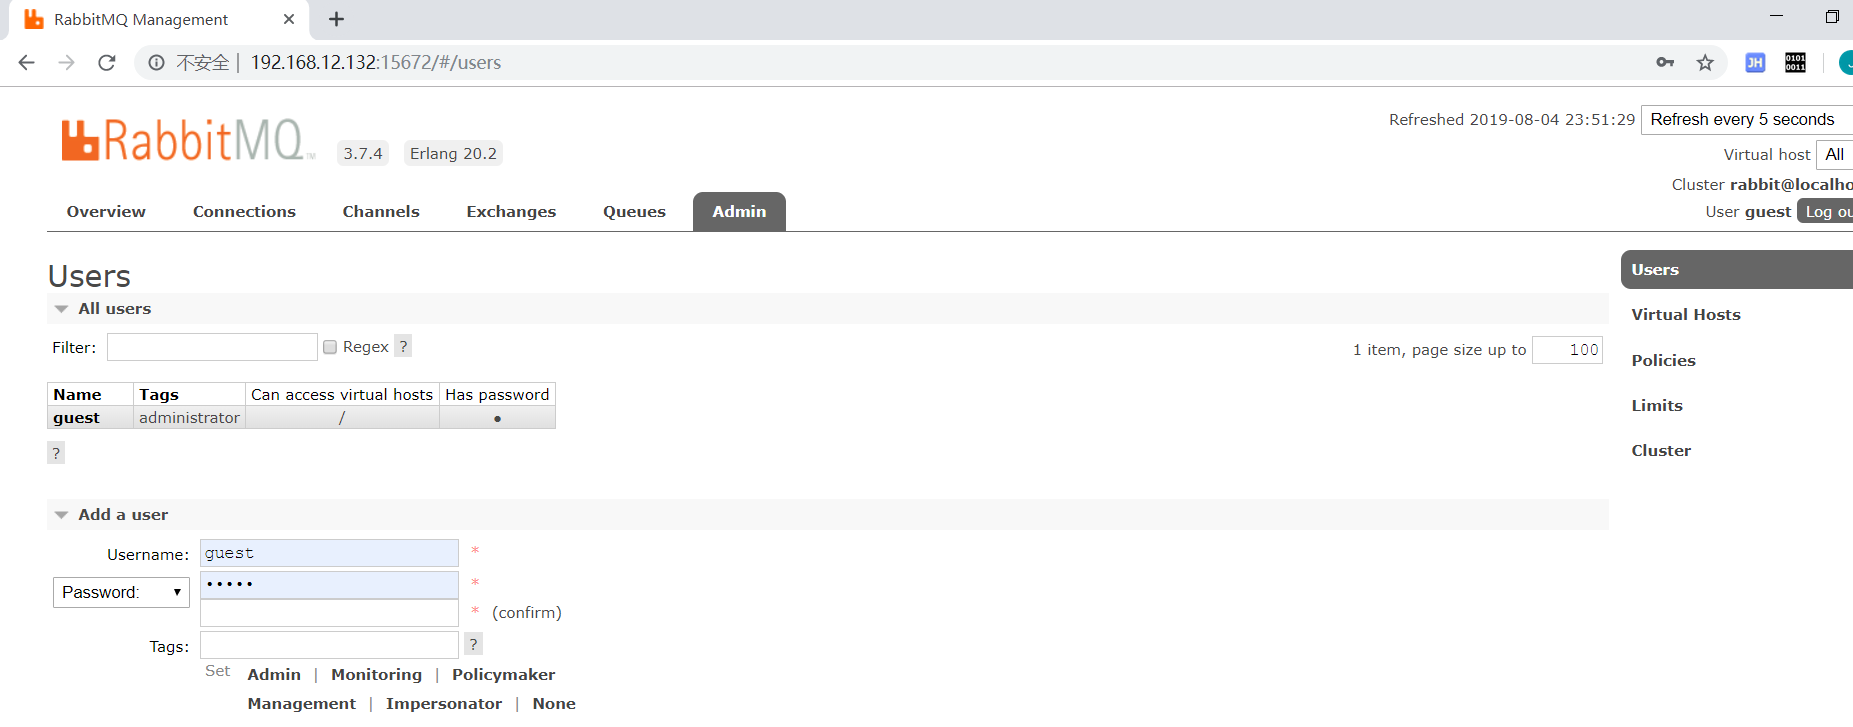 RabbitMQ Management
不安全 | 192.168.12.132:15672/#/users
JH
0101
0011
RabbitMQ
3.7.4
Erlang 20.2
Refreshed 2019-08-04 23:51:29
Refresh every 5 seconds
Virtual host All
Cluster rabbit@localho
User guest Log ou
Overview Connections Channels Exchanges Queues Admin
Users
All users
Filter: Regex ?
1 item, page size up to 100
Name Tags Can access virtual hosts Has password
guest administrator / ●
?
Add a user
Username: guest *
Password: ••••• *
* (confirm)
Tags: ?
Set Admin | Monitoring | Policymaker
Management | Impersonator | None
Users
Virtual Hosts
Policies
Limits
Cluster